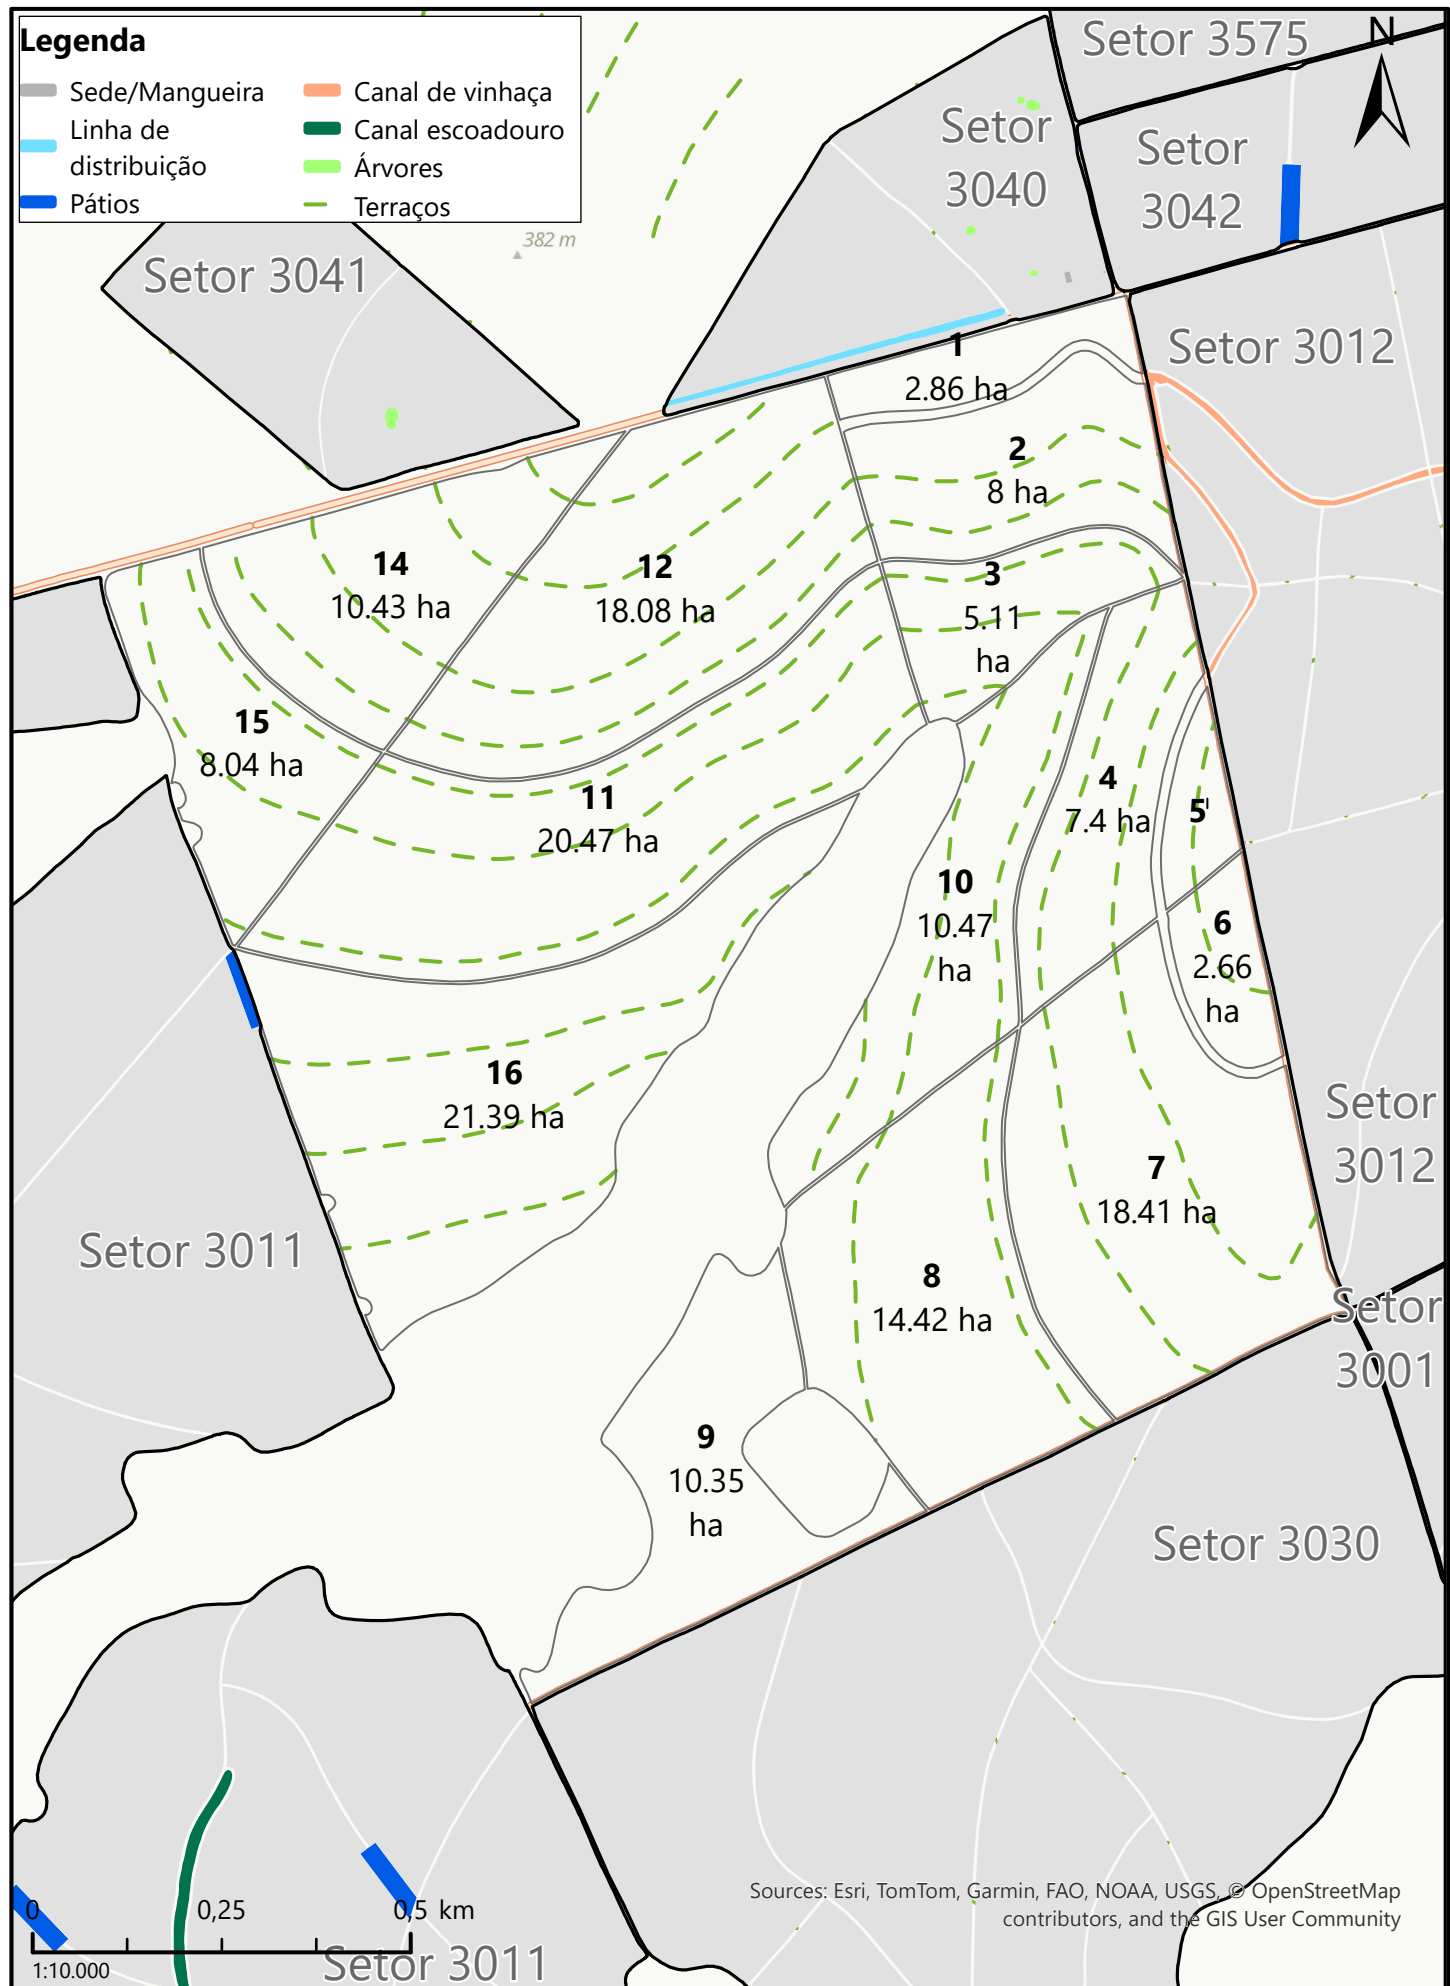 Legenda
Sede/Mangueira
Linha de
distribuição
Pátios
Canal de vinhaça
Canal escoadouro
Árvores
Terraços
N
Setor 3575
Setor
3040
Setor
3042
382 m
Setor 3041
Setor 3012
1
2.86 ha
2
8 ha
14
10.43 ha
12
18.08 ha
3
5.11
ha
15
8.04 ha
11
20.47 ha
4
7.4 ha
5
10
10.47
ha
6
2.66
ha
16
21.39 ha
Setor
3012
7
18.41 ha
Setor 3011
8
14.42 ha
Setor
3001
9
10.35
ha
Setor 3030
Sources: Esri, TomTom, Garmin, FAO, NOAA, USGS, © OpenStreetMap
contributors, and the GIS User Community
0 0,25 0,5 km
1:10.000
Setor 3011